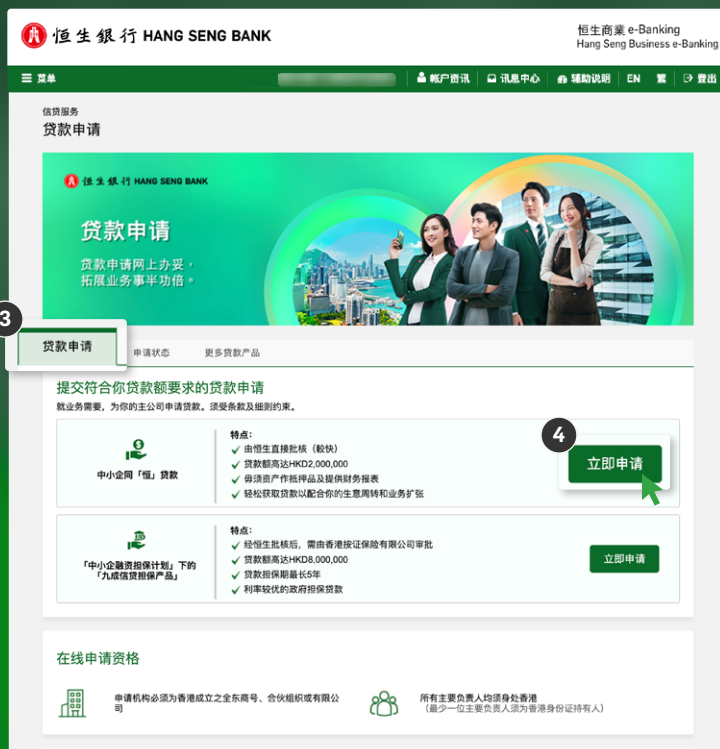 恒生銀行 HANG SENG BANK
恒生商業 e-Banking
Hang Seng Business e-Banking
菜单
帐户资讯
讯息中心
辅助说明
EN
繁
登出
信贷服务
贷款申请
恒生銀行 HANG SENG BANK
贷款申请
贷款申请网上办妥，
拓展业务事半功倍。
3
贷款申请
申请状态
更多贷款产品
提交符合你贷款额要求的贷款申请
就业务需要，为你的主公司申请贷款。须受条款及细则约束。
中小企同「恒」贷款
特点：
由恒生直接批核（較快）
贷款额高达HKD2,000,000
毋须资产作抵押品及提供财务报表
轻松获取贷款以配合你的生意周转和业务扩张
4
立即申请
「中小企融资担保计划」下的
「九成信贷担保产品」
特点：
经恒生批核后，需由香港按证保险有限公司审批
贷款额高达HKD8,000,000
贷款担保期最长5年
利率较优的政府担保贷款
立即申请
在线申请资格
申请机构必须为香港成立之全东商号、合伙组织或有限公
司
所有主要负责人均须身处香港
（最少一位主要负责人须为香港身份证持有人）